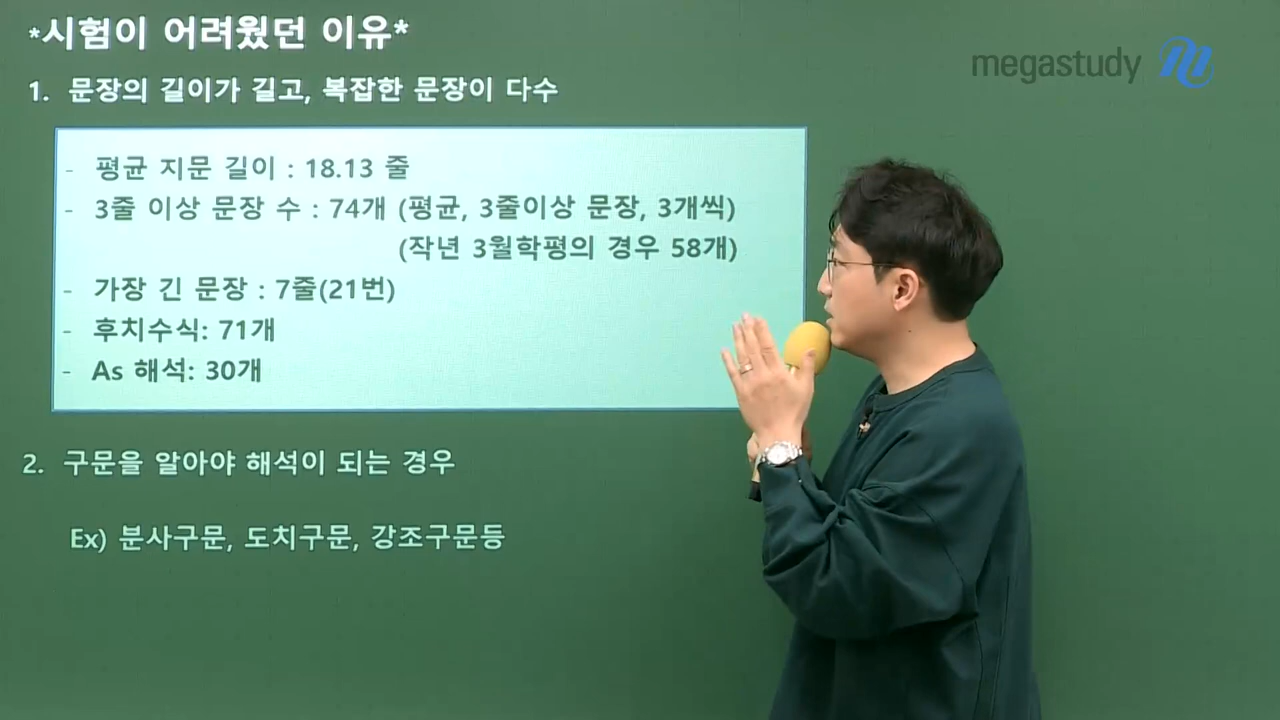 *시험이 어려웠던 이유*
megastudy
1. 문장의 길이가 길고, 복잡한 문장이 다수
- 평균 지문 길이 : 18.13 줄
- 3줄 이상 문장 수 : 74개 (평균, 3줄이상 문장, 3개씩)
(작년 3월학평의 경우 58개)
- 가장 긴 문장 : 7줄(21번)
- 후치수식: 71개
- As 해석: 30개
2. 구문을 알아야 해석이 되는 경우
Ex) 분사구문, 도치구문, 강조구문등